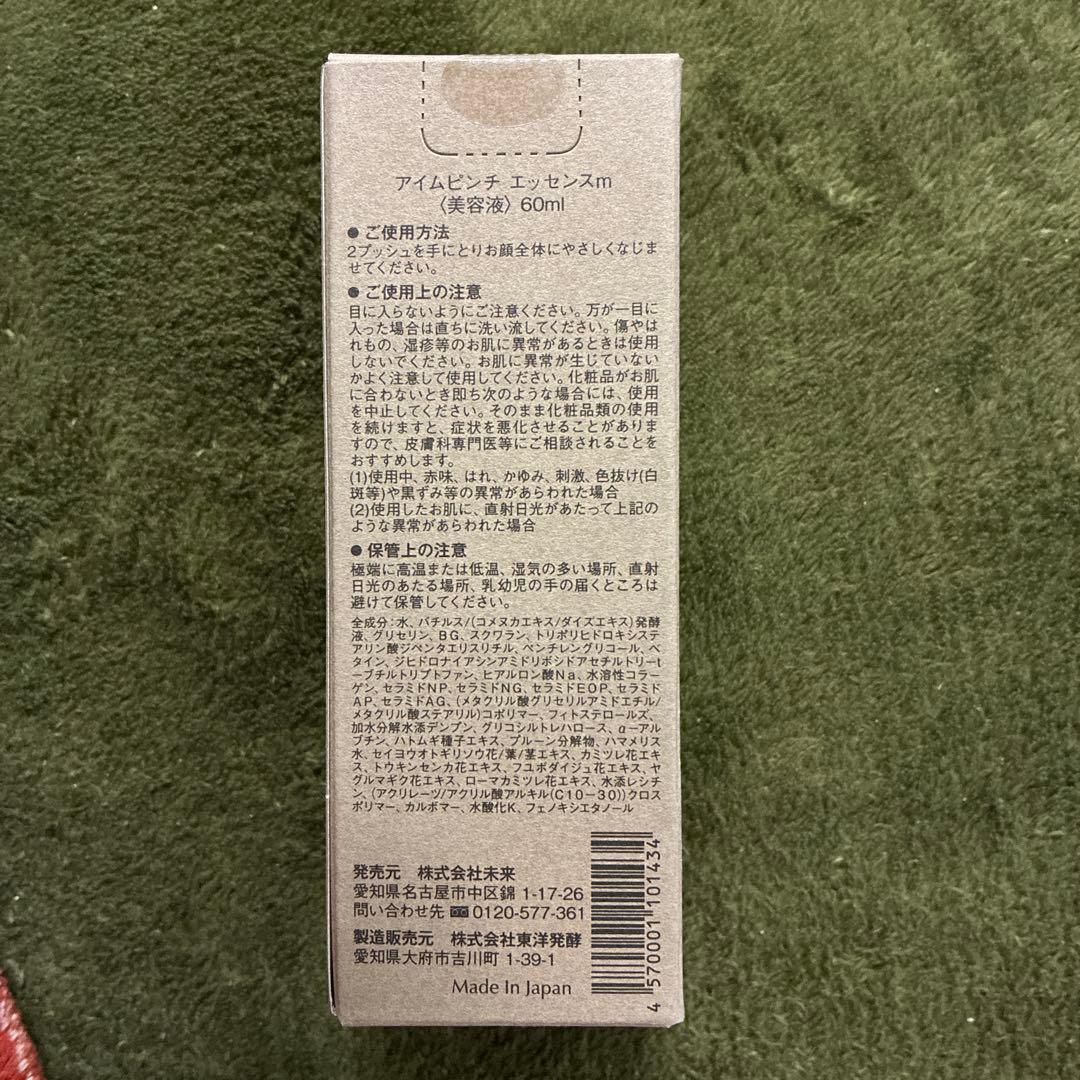 アイムピンチ エッセンスm
〈美容液〉60ml
● ご使用方法
2プッシュを手にとりお顔全体にやさしくなじま
せてください。
● ご使用上の注意
目に入らないようにご注意ください。万が一目に
入った場合は直ちに洗い流してください。傷やは
れもの、湿疹等のお肌に異常があるときは使用
しないでください。お肌に異常が生じていない
かよく注意して使用してください。化粧品がお肌
に合わないとき即ち次のような場合には、使用
を中止してください。そのまま化粧品類の使用
を続けますと、症状を悪化させることがありま
すので、皮膚科専門医等にご相談されることを
おすすめします。
(1)使用中、赤味、はれ、かゆみ、刺激、色抜け(白
斑等)や黒ずみ等の異常があらわれた場合
(2)使用したお肌に、直射日光があたって上記の
ような異常があらわれた場合
● 保管上の注意
極端に高温または低温、湿気の多い場所、直射
日光のあたる場所、乳幼児の手の届くところは
避けて保管してください。
全成分：水、バチルス/(コメヌカエキス/ダイズエキス)発酵
液、グリセリン、BG、スクワラン、トリポリヒドロキシステ
アリン酸ジペンタエリスリチル、ペンチレングリコール、ベ
タイン、ジヒドロナイアシンアミドリボシドアセチルトリーt
ーブチルトリプトファン、ヒアルロン酸Na、水溶性コラー
ゲン、セラミドNP、セラミドNG、セラミドEOP、セラミド
AP、セラミドAG、(メタクリル酸グリセリルアミドエチル/
メタクリル酸ステアリル)コポリマー、フィトステロールズ、
加水分解水添デンプン、グリコシルトレハロース、α－アル
ブチン、ハトムギ種子エキス、プルーン分解物、ハマメリス
水、セイヨウオトギリソウ花/葉/茎エキス、カミツレ花エキ
ス、トウキンセンカ花エキス、フユボダイジュ花エキス、ヤ
グルマギク花エキス、ローマカミツレ花エキス、水添レシチ
ン、(アクリレーツ/アクリル酸アルキル(C10－30))クロス
ポリマー、カルボマー、水酸化K、フェノキシエタノール
発売元 株式会社未来
愛知県名古屋市中区錦 1-17-26
問い合わせ先 0120-577-361
製造販売元 株式会社東洋発酵
愛知県大府市吉川町 1-39-1
Made In Japan
4 570001 101434